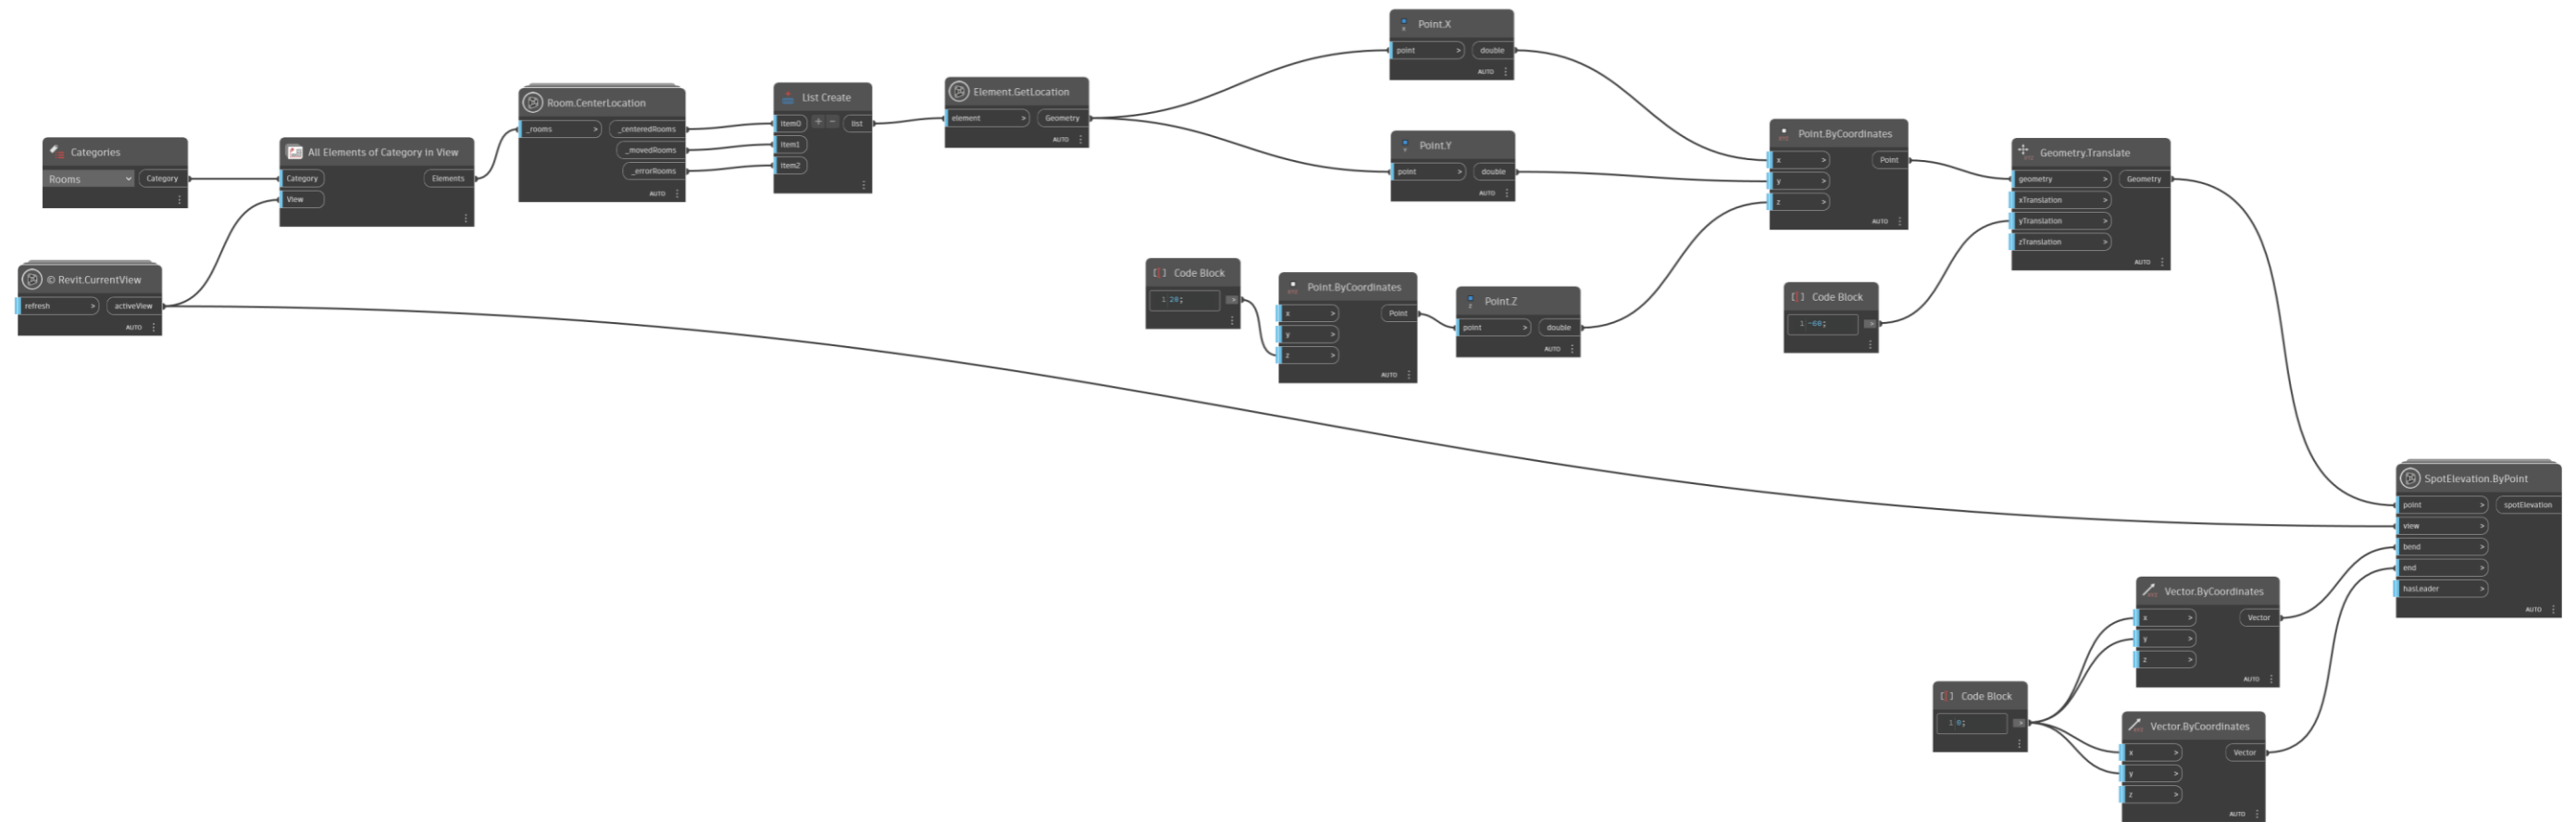 Categories
Rooms
Category
© Revit.CurrentView
refresh >
activeView
AUTO
All Elements of Category in View
Category
View
Elements
Room.CenterLocation
_rooms >
_centeredRooms
_movedRooms
_errorRooms
AUTO
List Create
item0 + - list
item1
item2
Element.GetLocation
element >
Geometry
AUTO
Point.X
point >
double
AUTO
Point.Y
point >
double
AUTO
Code Block
1 20;
>
Point.ByCoordinates
x >
Point
y >
z >
AUTO
Point.Z
point >
double
AUTO
Point.ByCoordinates
x >
Point
y >
z >
AUTO
Code Block
1 -60;
>
Geometry.Translate
geometry >
Geometry
xTranslation >
yTranslation >
zTranslation >
AUTO
SpotElevation.ByPoint
point >
spotElevation
view >
bend >
end >
hasLeader >
AUTO
Vector.ByCoordinates
x >
Vector
y >
z >
AUTO
Code Block
1 0;
>
Vector.ByCoordinates
x >
Vector
y >
z >
AUTO